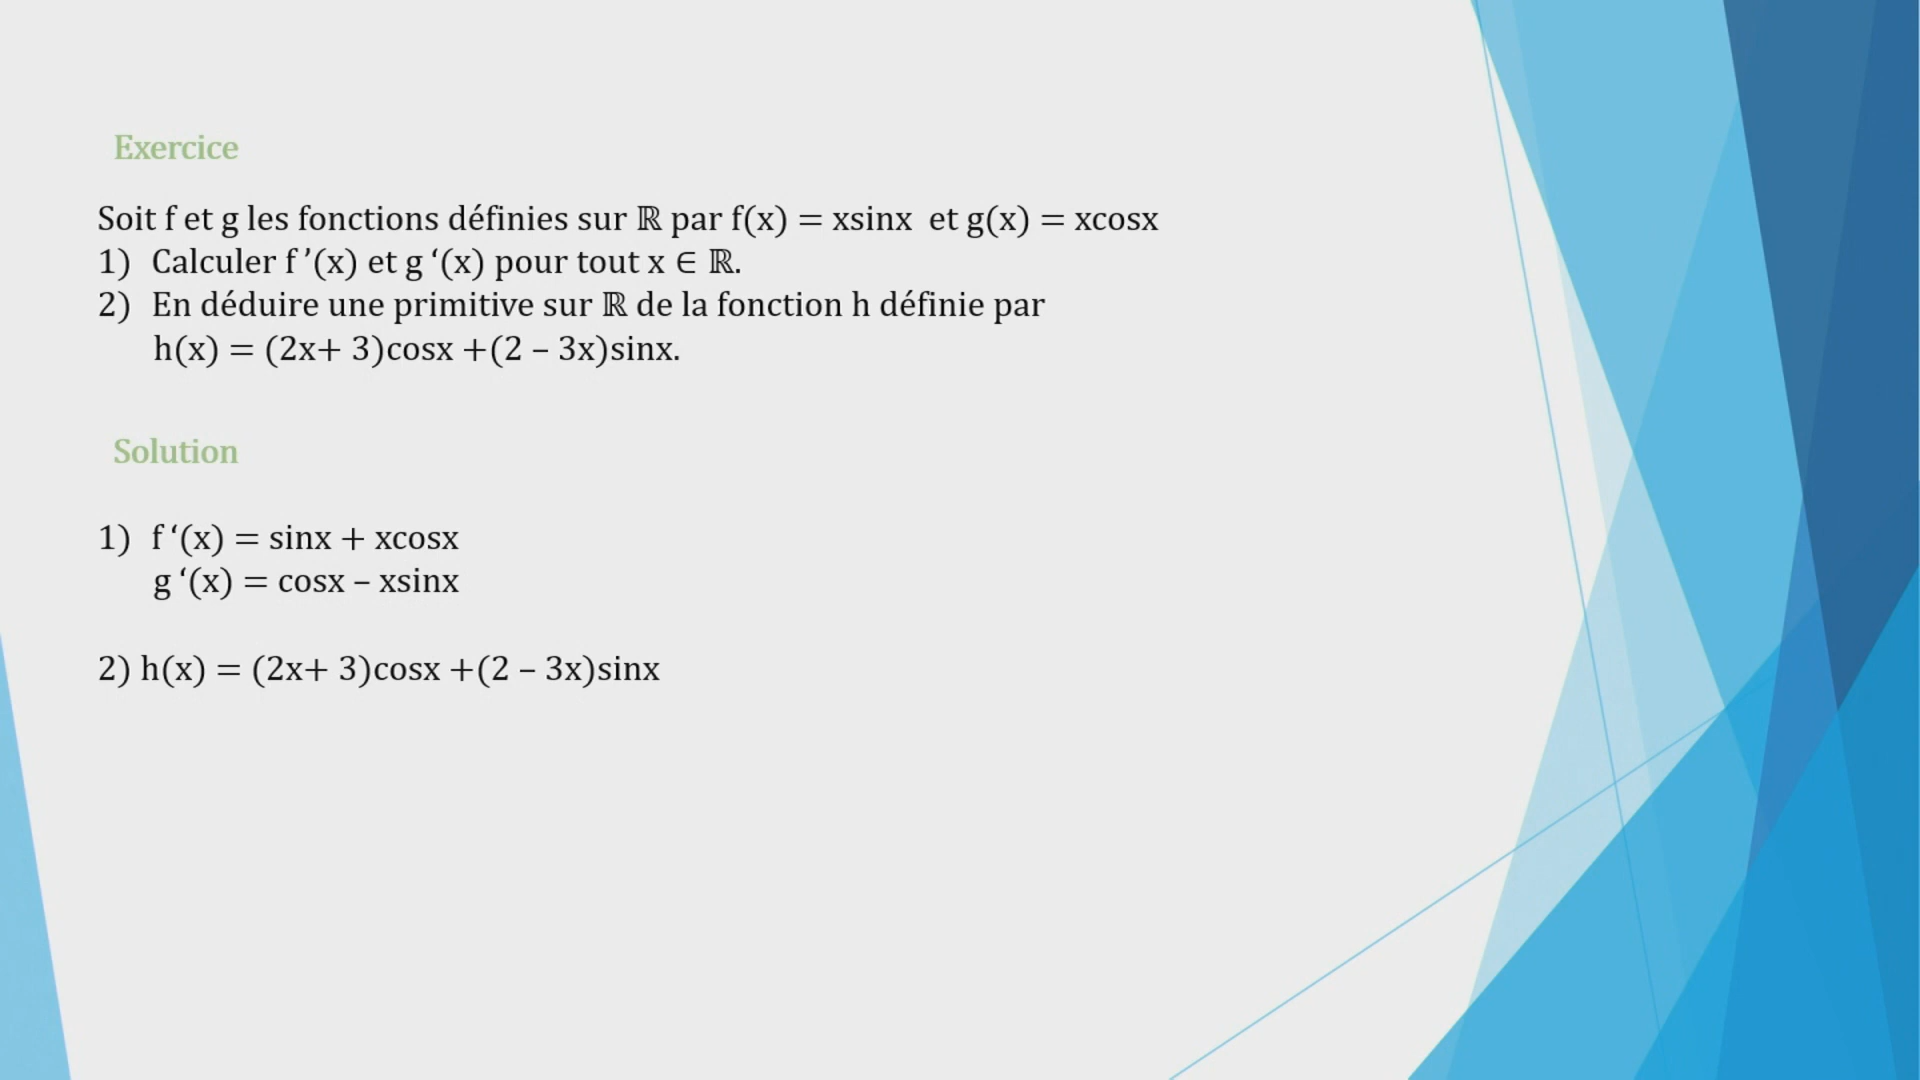 Exercice
Soit f et g les fonctions définies sur ℝ par f(x) = xsinx  et g(x) = xcosx
1) Calculer f ’(x) et g ‘(x) pour tout x ∈ ℝ.
2) En déduire une primitive sur ℝ de la fonction h définie par
h(x) = (2x+ 3)cosx +(2 – 3x)sinx.
Solution
1) f ‘(x) = sinx + xcosx
g ‘(x) = cosx – xsinx
2) h(x) = (2x+ 3)cosx +(2 – 3x)sinx